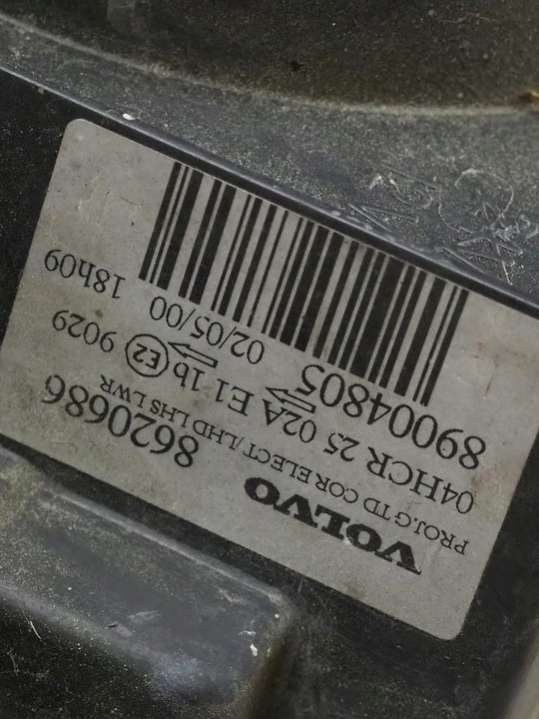 VOLVO 8620686
PROJ.G TD COR ELECT/LHD LHS LWR
04HCR 25 02A E1 1b E2 9029
89004805 02/05/00 18h09